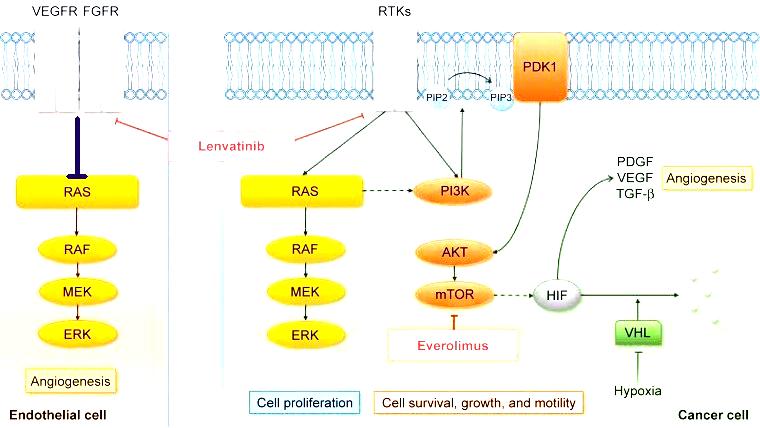 VEGFR FGFR
RTKs
PDK1
PIP2
PIP3
Lenvatinib
RAS
RAS
PI3K
PDGF
VEGF
TGF-β
Angiogenesis
RAF
RAF
AKT
MEK
MEK
mTOR
HIF
ERK
ERK
Everolimus
VHL
Angiogenesis
Hypoxia
Cell proliferation
Cell survival, growth, and motility
Endothelial cell
Cancer cell